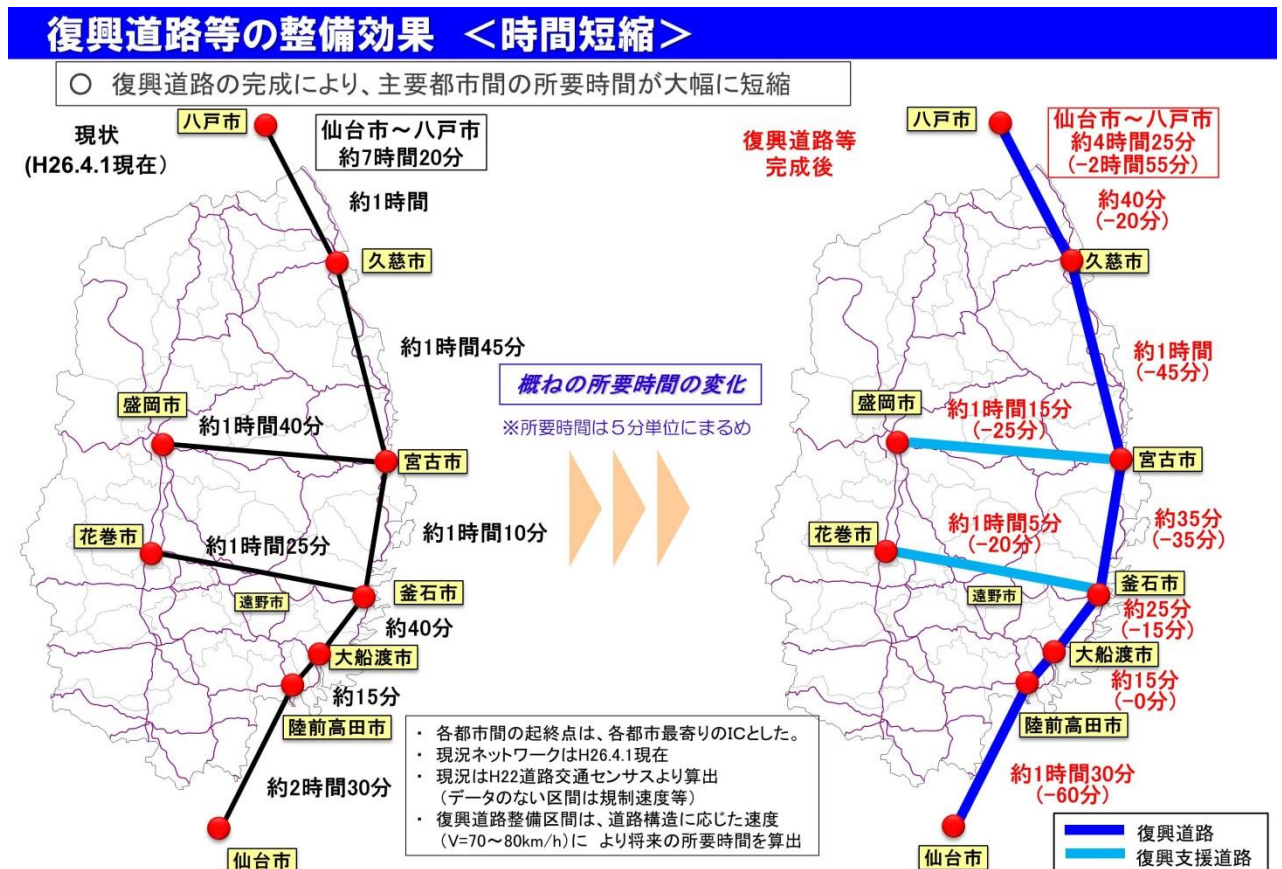 復興道路等の整備効果 ＜時間短縮＞
○ 復興道路の完成により、主要都市間の所要時間が大幅に短縮
現状
(H26.4.1現在)
八戸市
仙台市～八戸市
約7時間20分
約1時間
久慈市
約1時間45分
盛岡市
約1時間40分
宮古市
約1時間10分
花巻市
約1時間25分
遠野市
釜石市
約40分
大船渡市
約15分
陸前高田市
約2時間30分
仙台市
概ねの所要時間の変化
※所要時間は５分単位にまるめ
復興道路等
完成後
八戸市
仙台市～八戸市
約4時間25分
(-2時間55分)
約40分
(-20分)
久慈市
約1時間
(-45分)
盛岡市
約1時間15分
(-25分)
宮古市
約35分
(-35分)
花巻市
約1時間5分
(-20分)
遠野市
釜石市
約25分
(-15分)
大船渡市
約15分
(-0分)
陸前高田市
約1時間30分
(-60分)
仙台市
・ 各都市間の起終点は、各都市最寄りのICとした。
・ 現況ネットワークはH26.4.1現在
・ 現況はH22道路交通センサスより算出
（データのない区間は規制速度等）
・ 復興道路整備区間は、道路構造に応じた速度
（V=70～80km/h）に より将来の所要時間を算出
復興道路
復興支援道路